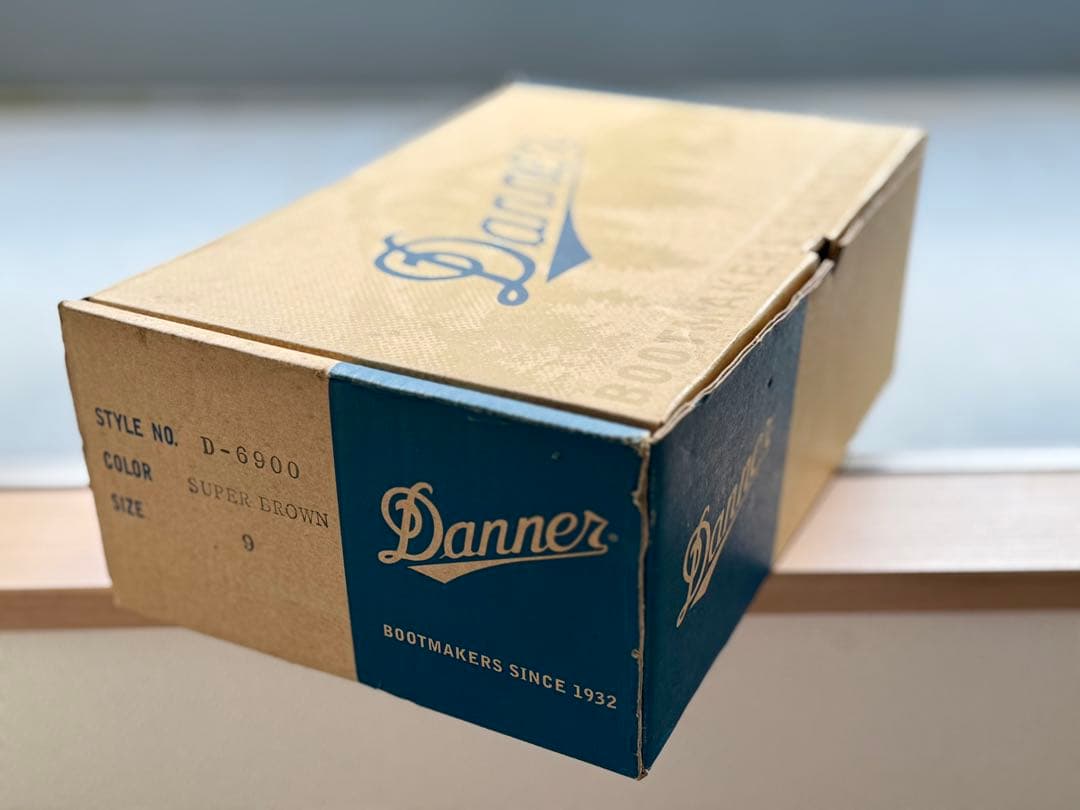 Danner
BOOTMAKERS
STYLE NO. D-6900
COLOR SUPER BROWN
SIZE 9
Danner
BOOTMAKERS SINCE 1932
Danner